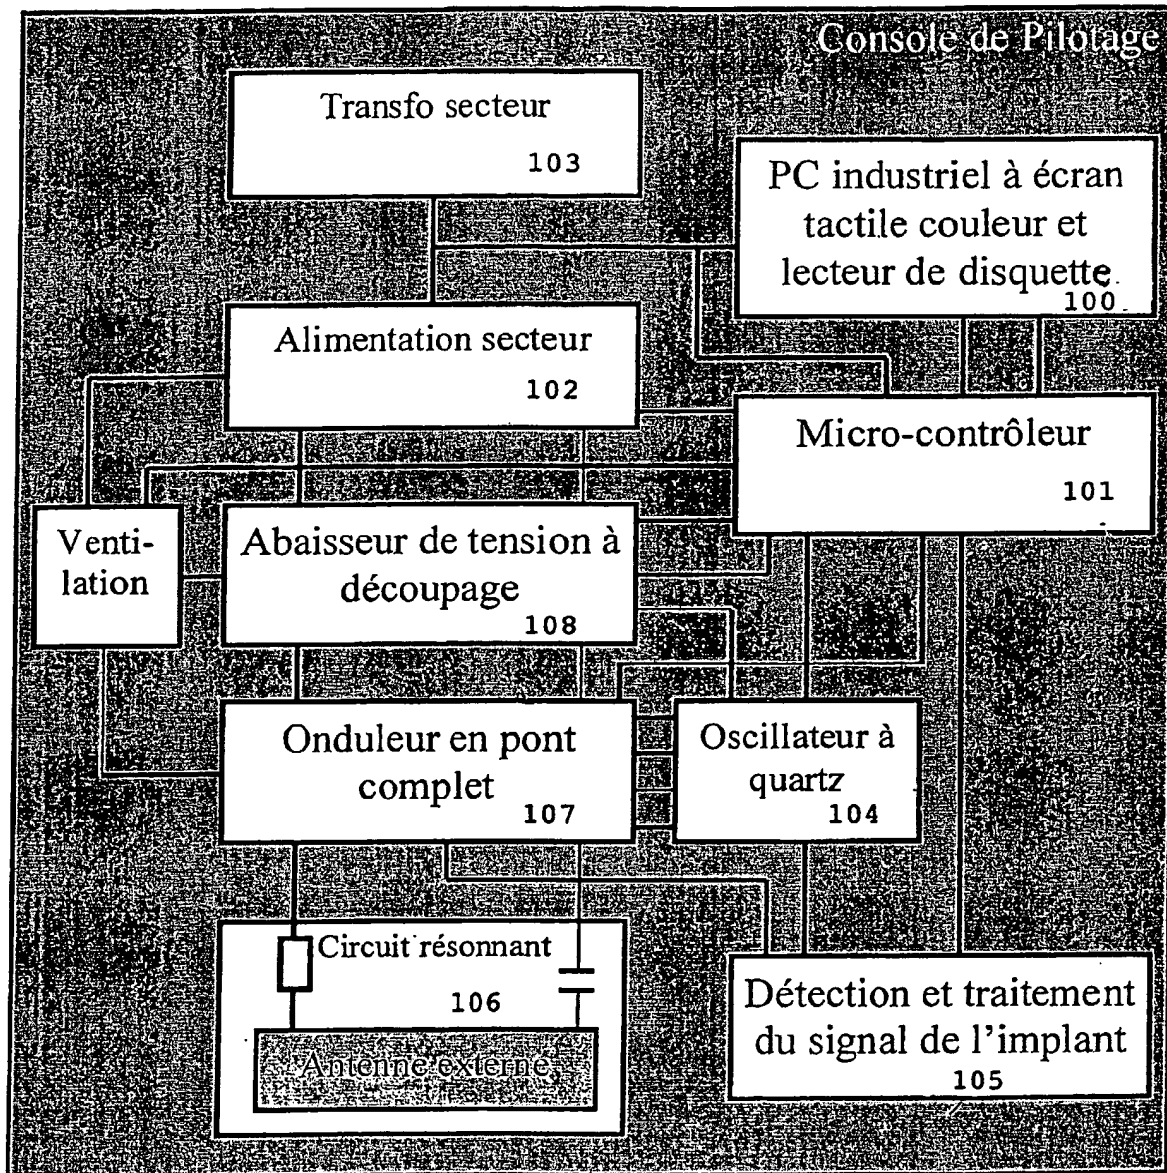 Console de Pilotage
Transfo secteur
103
PC industriel à écran
tactile couleur et
lecteur de disquette
100
Alimentation secteur
102
Micro-contrôleur
101
Venti-
lation
Abaisseur de tension à
découpage
108
Onduleur en pont
complet
107
Oscillateur à
quartz
104
Circuit résonnant
106
Antenne externe
Détection et traitement
du signal de l'implant
105